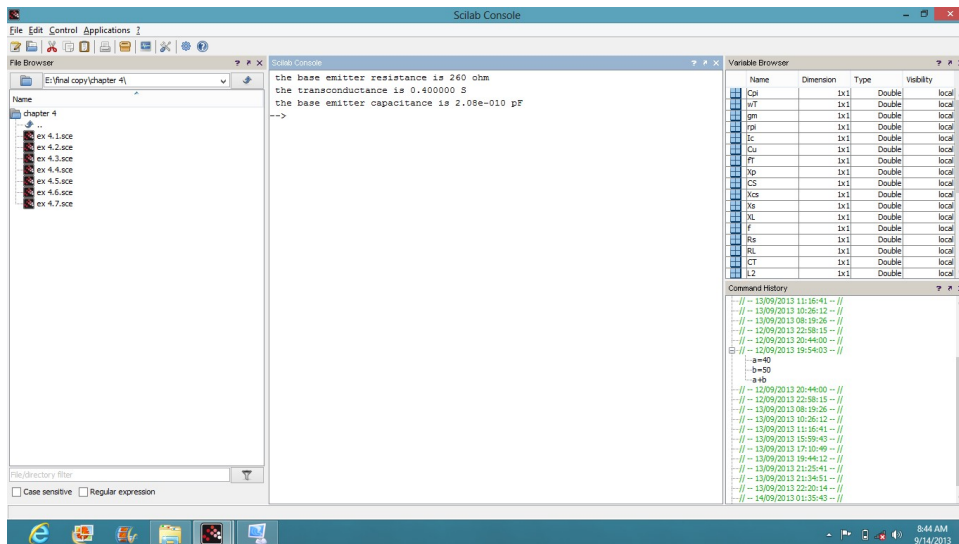 Scilab Console
File Edit Control Applications ?
File Browser
E:\final copy\chapter 4\
Name
chapter 4
..
ex 4.1.sce
ex 4.2.sce
ex 4.3.sce
ex 4.4.sce
ex 4.5.sce
ex 4.6.sce
ex 4.7.sce
File/directory filter
Case sensitive Regular expression
Scilab Console
the base emitter resistance is 260 ohm
the transconductance is 0.400000 S
the base emitter capacitance is 2.08e-010 pF
-->
Variable Browser
Name Dimension Type Visibility
Cpi 1x1 Double local
wT 1x1 Double local
gm 1x1 Double local
rpi 1x1 Double local
Ic 1x1 Double local
Cu 1x1 Double local
fT 1x1 Double local
Xp 1x1 Double local
CS 1x1 Double local
Xcs 1x1 Double local
Xs 1x1 Double local
XL 1x1 Double local
f 1x1 Double local
Rs 1x1 Double local
RL 1x1 Double local
CT 1x1 Double local
L2 1x1 Double local
Command History
// -- 13/09/2013 11:16:41 -- //
// -- 13/09/2013 10:26:12 -- //
// -- 13/09/2013 08:19:26 -- //
// -- 12/09/2013 22:58:15 -- //
// -- 12/09/2013 20:44:00 -- //
// -- 12/09/2013 19:54:03 -- //
a=40
b=50
a+b
// -- 12/09/2013 20:44:00 -- //
// -- 12/09/2013 22:58:15 -- //
// -- 13/09/2013 08:19:26 -- //
// -- 13/09/2013 10:26:12 -- //
// -- 13/09/2013 11:16:41 -- //
// -- 13/09/2013 15:59:43 -- //
// -- 13/09/2013 17:10:49 -- //
// -- 13/09/2013 19:44:12 -- //
// -- 13/09/2013 21:25:41 -- //
// -- 13/09/2013 21:34:51 -- //
// -- 13/09/2013 22:20:14 -- //
// -- 14/09/2013 01:35:43 -- //
8:44 AM
9/14/2013